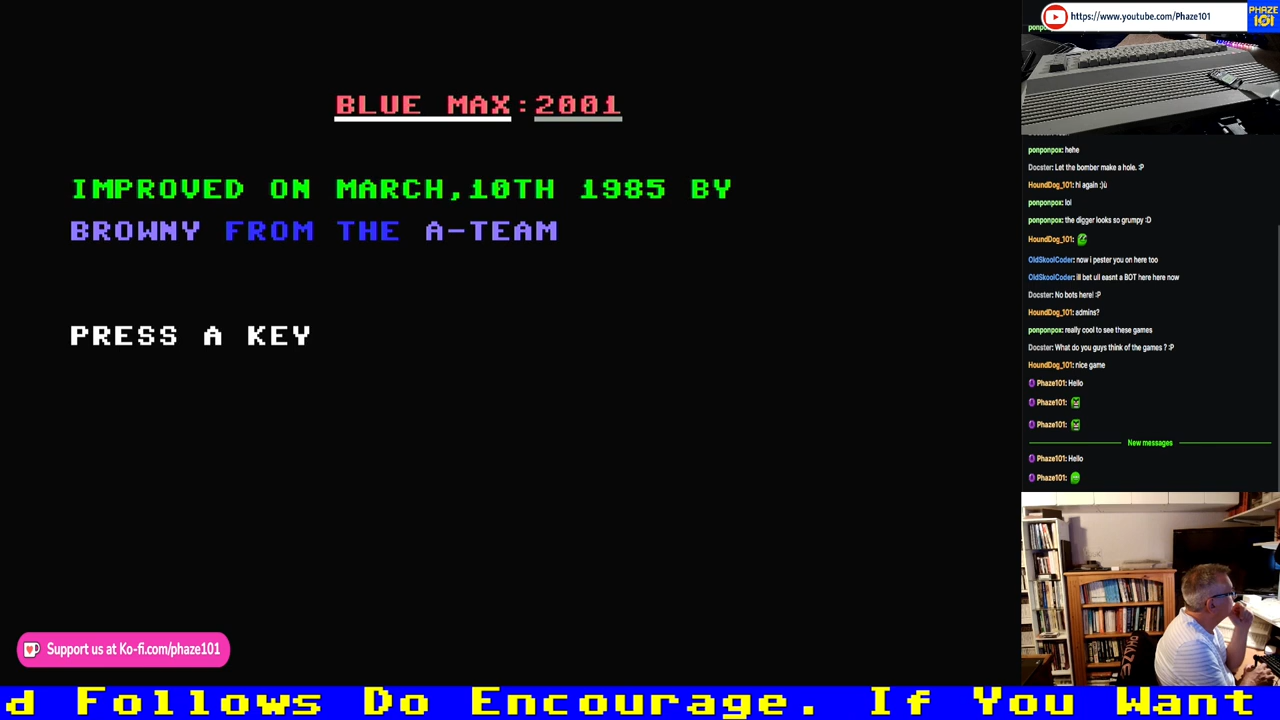 https://www.youtube.com/Phaze101
PHAZE
101
BLUE MAX:2001
IMPROVED ON MARCH,10TH 1985 BY
BROWNY FROM THE A-TEAM
PRESS A KEY
ponponpox: hehe
Docster: Let the bomber make a hole. :P
HoundDog_101: hi again :)ù
ponponpox: lol
ponponpox: the digger looks so grumpy :D
HoundDog_101:
OldSkoolCoder: now i pester you on here too
OldSkoolCoder: ill bet ull easnt a BOT here here now
Docster: No bots here! :P
HoundDog_101: admins?
ponponpox: really cool to see these games
Docster: What do you guys think of the games ? :P
HoundDog_101: nice game
Phaze101: Hello
Phaze101:
Phaze101:
New messages
Phaze101: Hello
Phaze101:
Support us at Ko-fi.com/phaze101
d Follows Do Encourage. If You Want